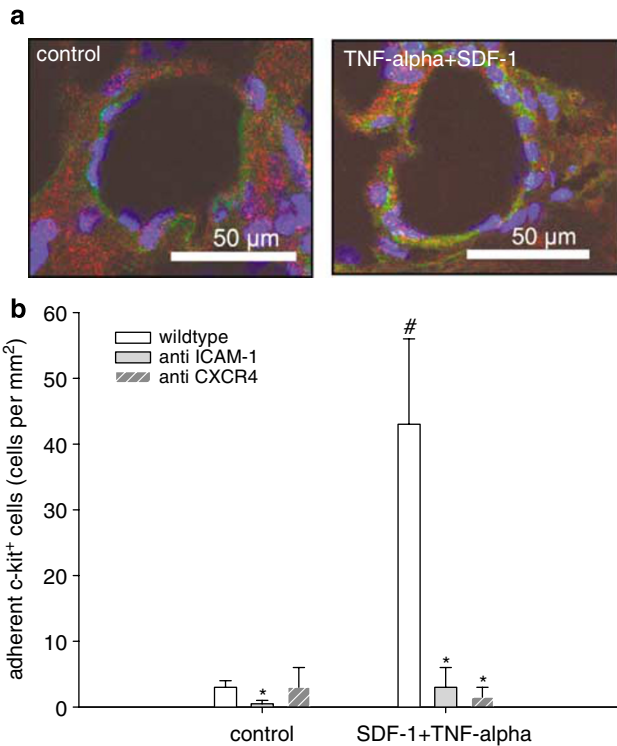 a
control
TNF-alpha+SDF-1
50 µm
50 µm
b
60
50
40
30
20
10
0
adherent c-kit⁺ cells (cells per mm²)
wildtype
anti ICAM-1
anti CXCR4
#
*
*
*
control
SDF-1+TNF-alpha